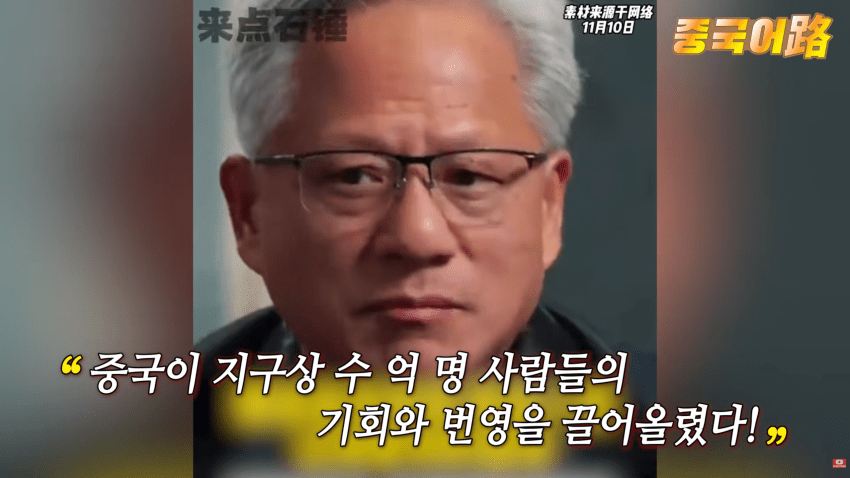 来点石锤
素材来源于网络
11月10日
중국어路
“ 중국이 지구상 수 억 명 사람들의
기회와 번영을 끌어올렸다! ”